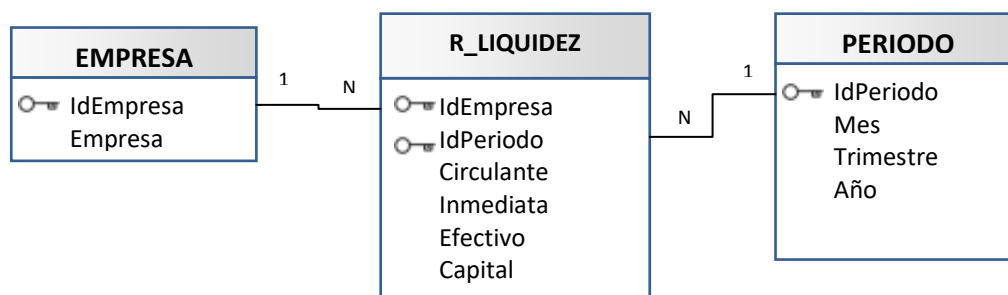 EMPRESA
IdEmpresa
Empresa
1
N
R_LIQUIDEZ
IdEmpresa
IdPeriodo
Circulante
Inmediata
Efectivo
Capital
N
1
PERIODO
IdPeriodo
Mes
Trimestre
Año